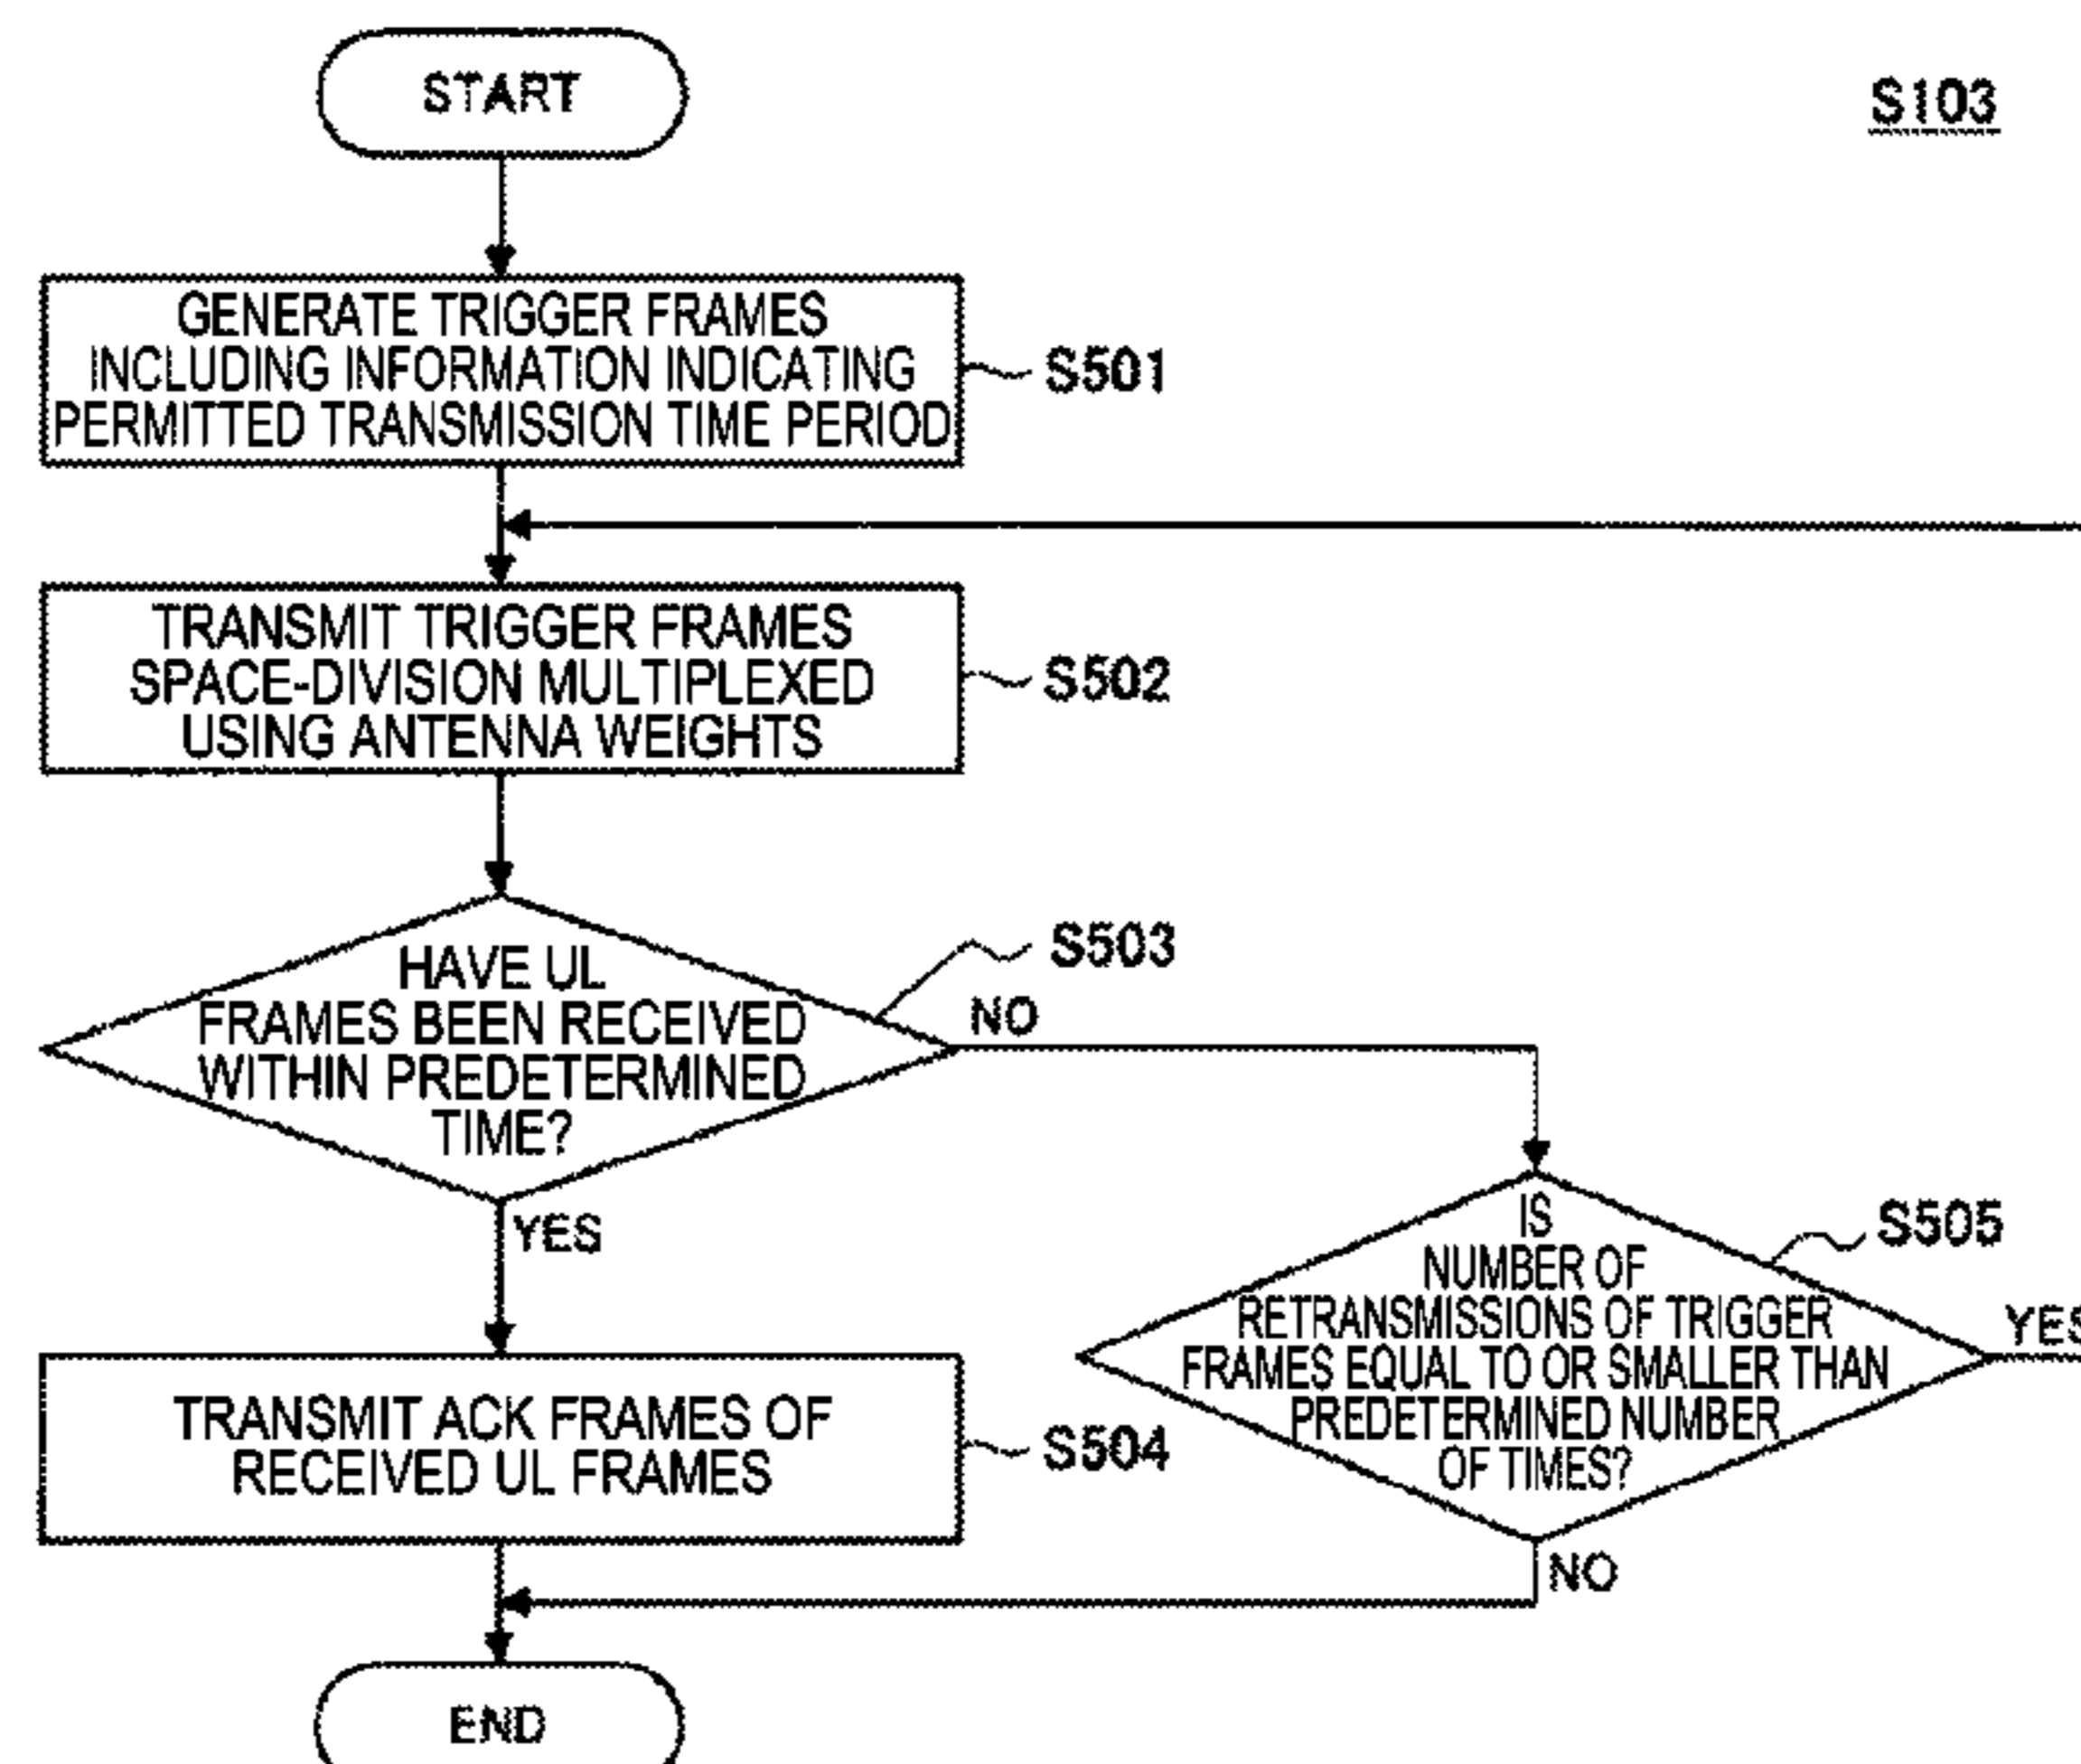 START
S103
GENERATE TRIGGER FRAMES
INCLUDING INFORMATION INDICATING
PERMITTED TRANSMISSION TIME PERIOD
S501
TRANSMIT TRIGGER FRAMES
SPACE-DIVISION MULTIPLEXED
USING ANTENNA WEIGHTS
S502
HAVE UL
FRAMES BEEN RECEIVED
WITHIN PREDETERMINED
TIME?
S503
NO
YES
IS
NUMBER OF
RETRANSMISSIONS OF TRIGGER
FRAMES EQUAL TO OR SMALLER THAN
PREDETERMINED NUMBER
OF TIMES?
S505
YES
NO
TRANSMIT ACK FRAMES OF
RECEIVED UL FRAMES
S504
END